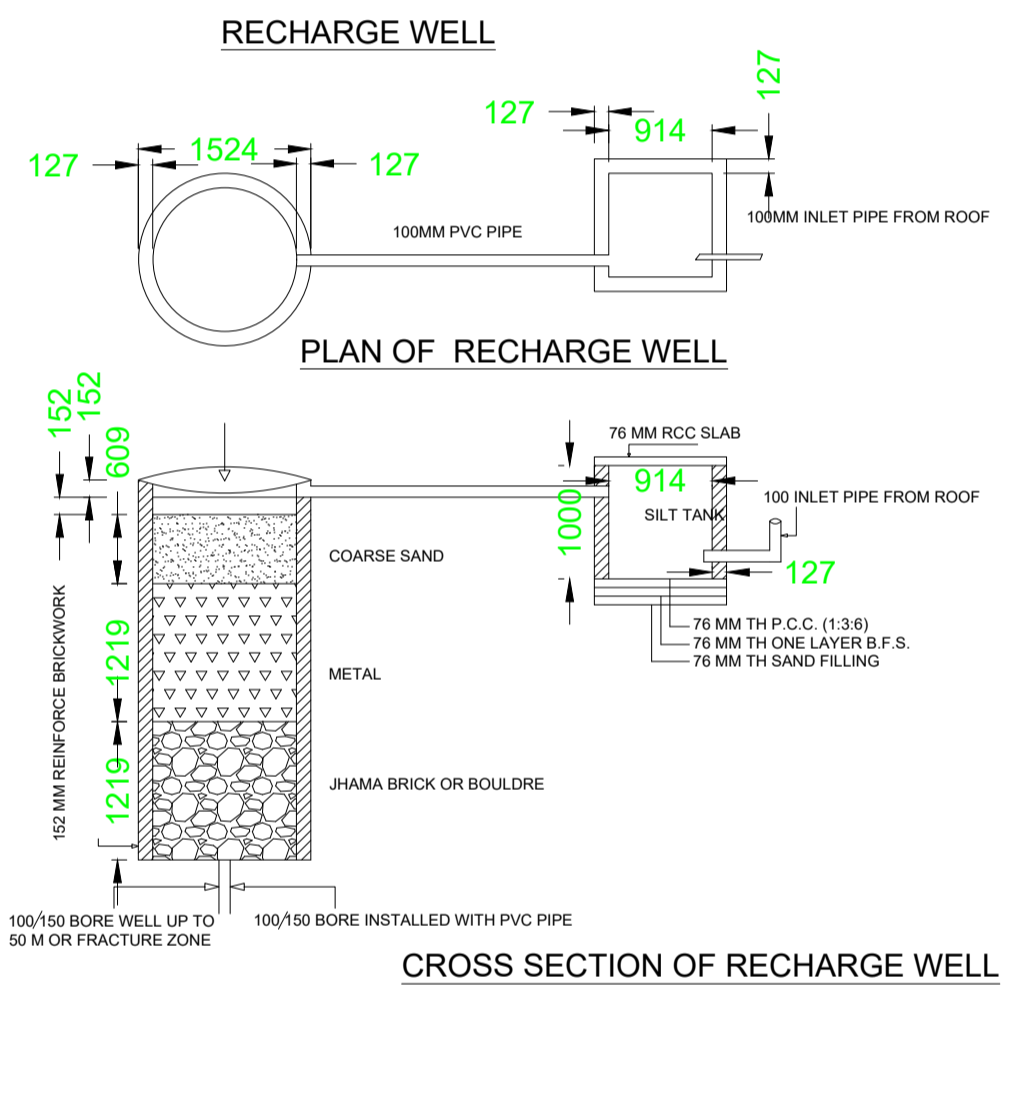 RECHARGE WELL
127
1524
127
127
914
127
100MM PVC PIPE
100MM INLET PIPE FROM ROOF
PLAN OF RECHARGE WELL
152
152
609
1219
1219
152 MM REINFORCE BRICKWORK
COARSE SAND
METAL
JHAMA BRICK OR BOULDRE
1000
76 MM RCC SLAB
914
SILT TANK
100 INLET PIPE FROM ROOF
127
76 MM TH P.C.C. (1:3:6)
76 MM TH ONE LAYER B.F.S.
76 MM TH SAND FILLING
100/150 BORE WELL UP TO
50 M OR FRACTURE ZONE
100/150 BORE INSTALLED WITH PVC PIPE
CROSS SECTION OF RECHARGE WELL